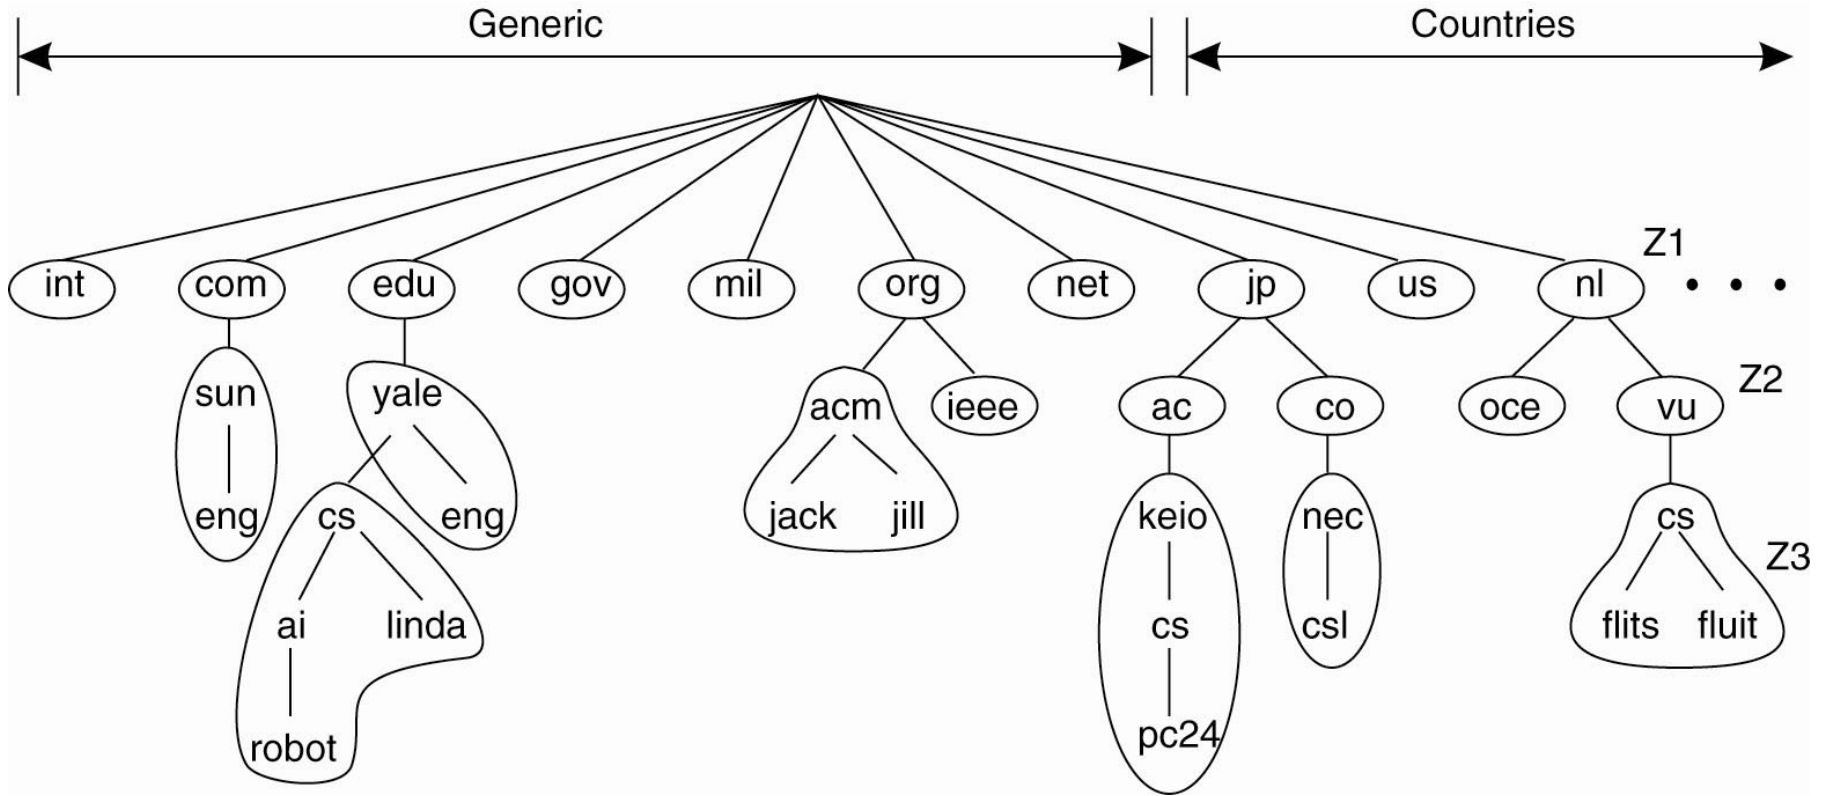 Generic Countries
Z1
int com edu gov mil org net jp us nl
Z2
sun yale acm ieee ac co oce vu
eng cs eng jack jill keio nec cs
Z3
ai linda cs csl flits fluit
robot pc24